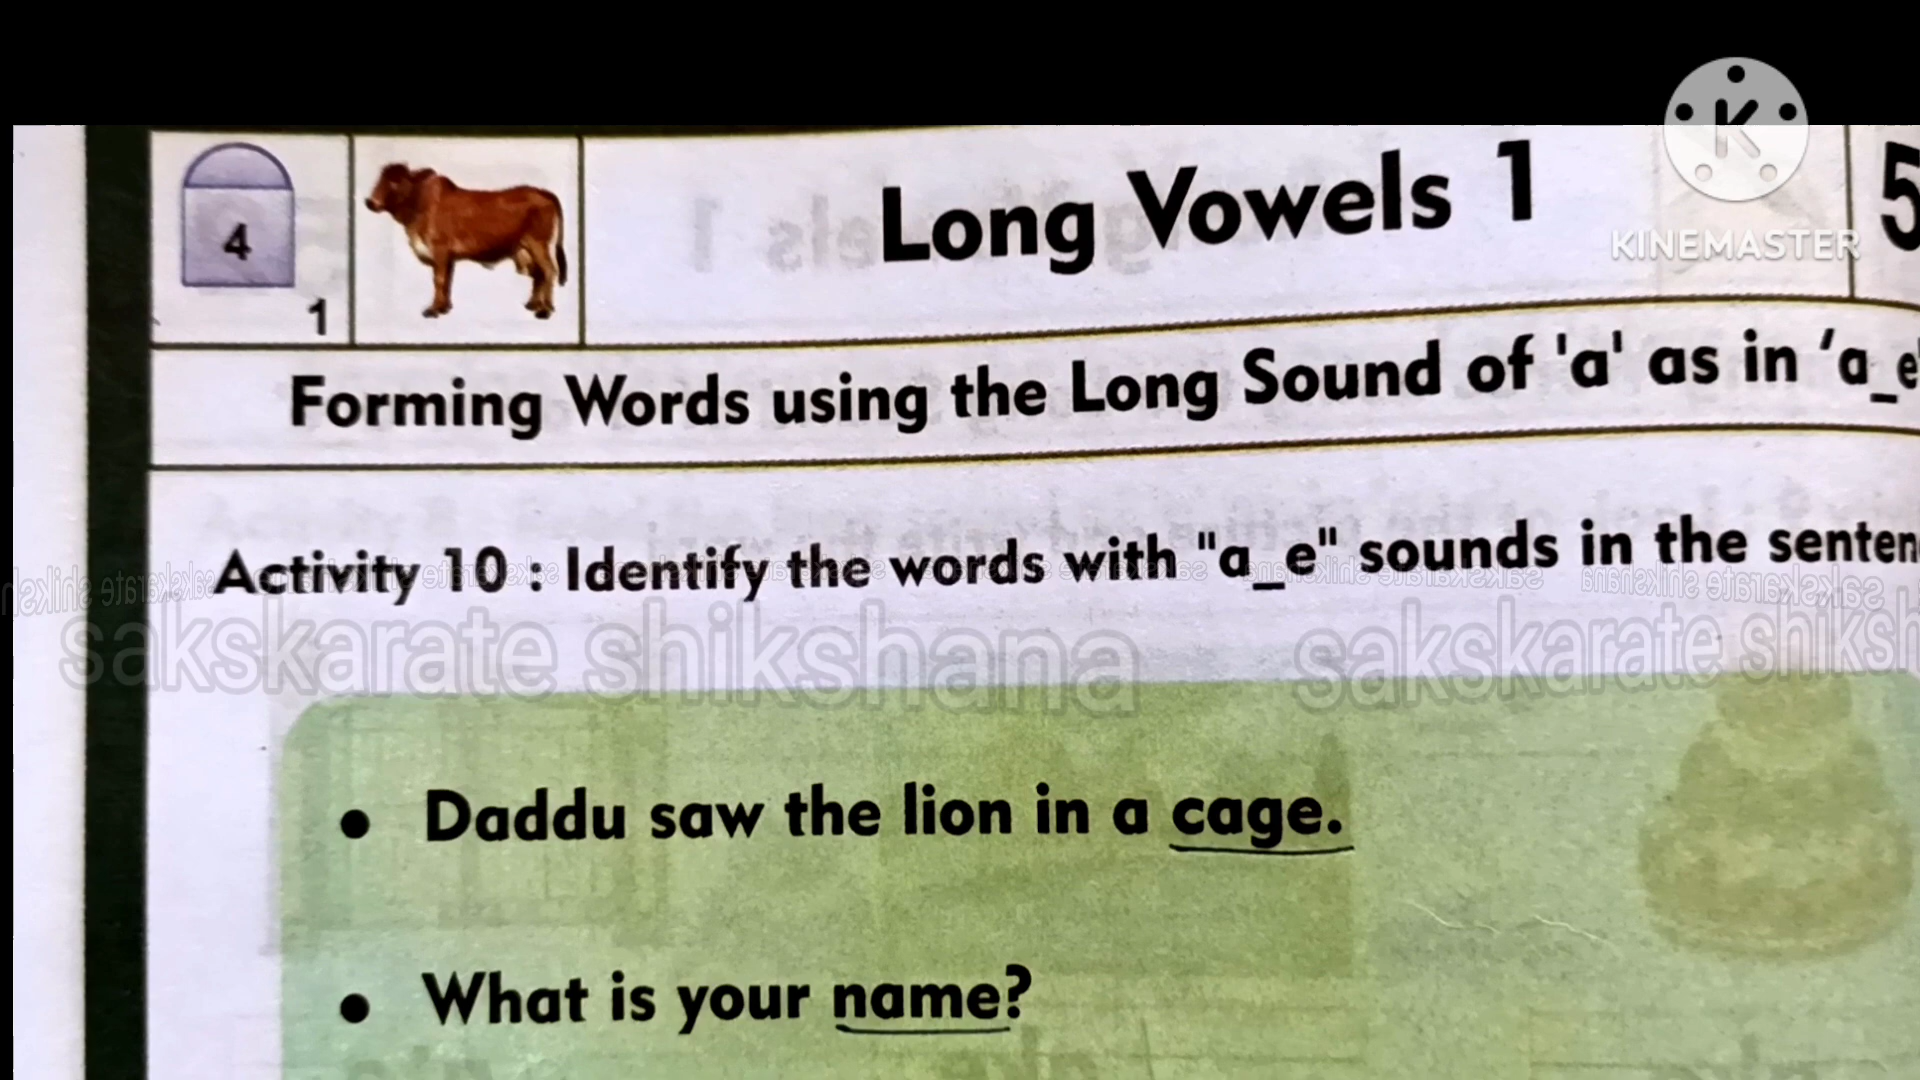 KINEMASTER
4
1
Long Vowels 1
5
Forming Words using the Long Sound of 'a' as in 'a_e'
Activity 10 : Identify the words with "a_e" sounds in the
sakskarate shikshana sakskarate
• Daddu saw the lion in a cage.
• What is your name?